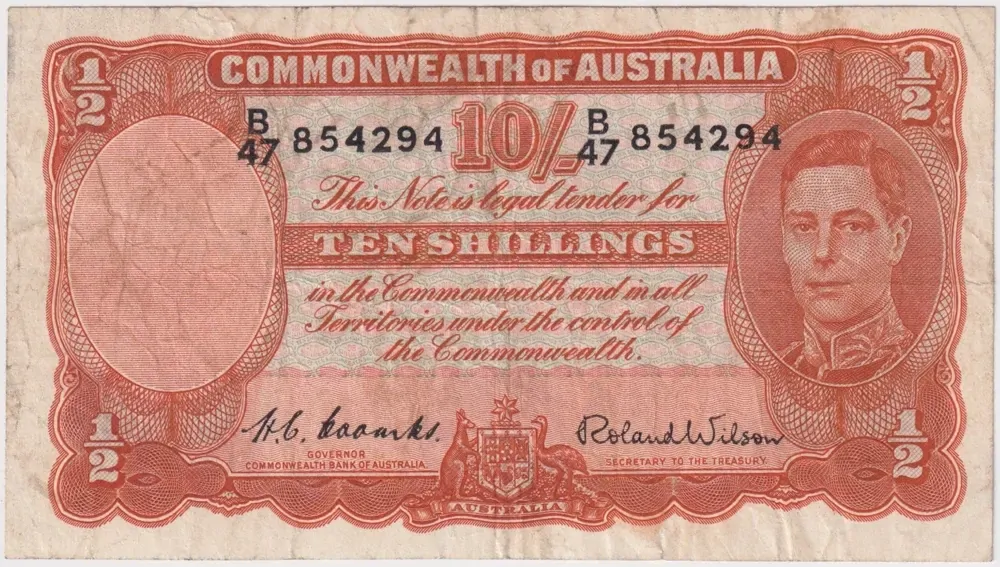 COMMONWEALTH OF AUSTRALIA
1/2
1/2
B/47 854294
10/-
B/47 854294
This Note is legal tender for
TEN SHILLINGS
in the Commonwealth and in all
Territories under the control of
the Commonwealth.
H.C. Coombs.
Roland Wilson
GOVERNOR
COMMONWEALTH BANK OF AUSTRALIA
SECRETARY TO THE TREASURY
1/2
1/2
AUSTRALIA